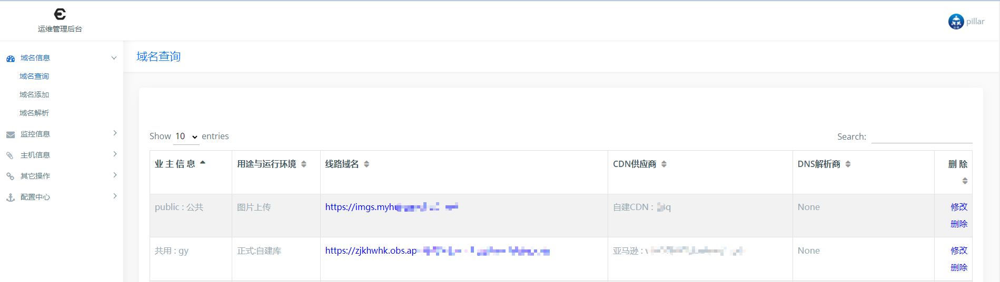 运维管理后台
pillar
域名信息
域名查询
域名添加
域名解析
监控信息
主机信息
其它操作
配置中心
域名查询
Show 10 entries
Search:
业 主 信 息 用途与运行环境 线路域名 CDN供应商 DNS解析商 删 除
public : 公共 图片上传 https://imgs.myhu 自建CDN : q None 修改
删除
共用 : gy 正式:自建库 https://zjkhwhk.obs.ap 亚马逊 : None 修改
删除